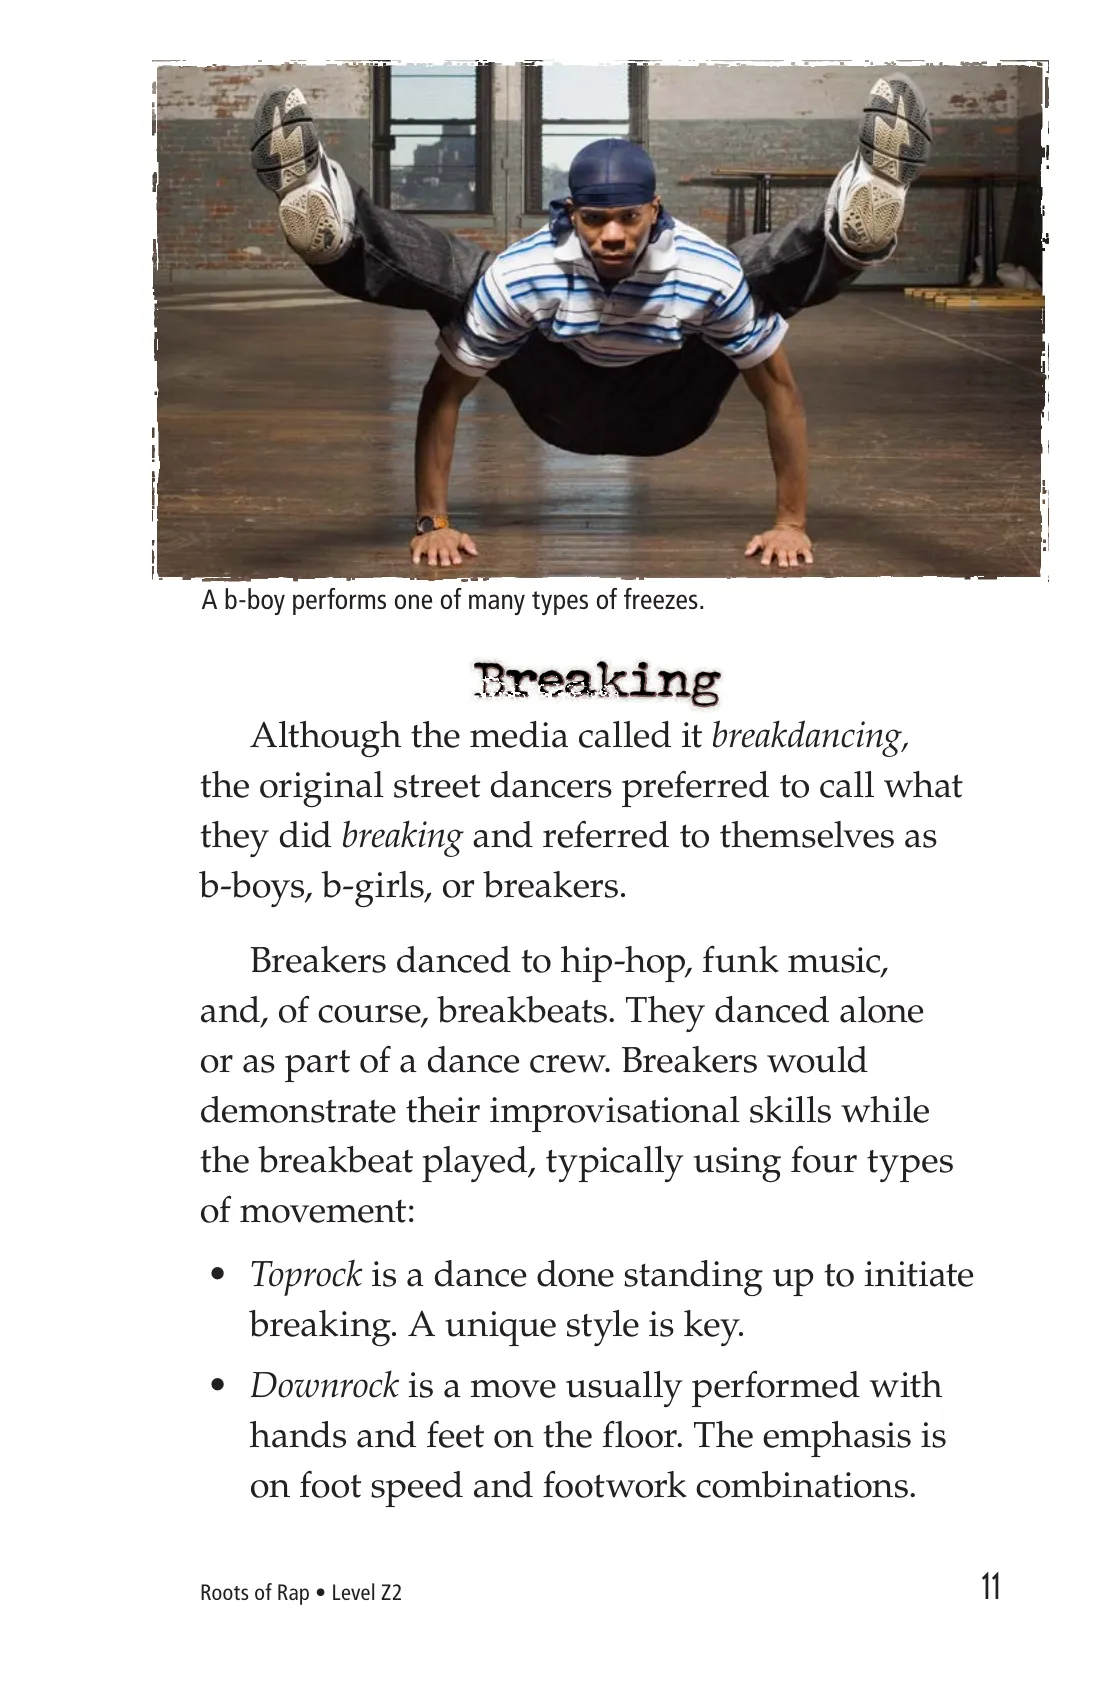 A b-boy performs one of many types of freezes.
Breaking
Although the media called it breakdancing,
the original street dancers preferred to call what
they did breaking and referred to themselves as
b-boys, b-girls, or breakers.
Breakers danced to hip-hop, funk music,
and, of course, breakbeats. They danced alone
or as part of a dance crew. Breakers would
demonstrate their improvisational skills while
the breakbeat played, typically using four types
of movement:
• Toprock is a dance done standing up to initiate
breaking. A unique style is key.
• Downrock is a move usually performed with
hands and feet on the floor. The emphasis is
on foot speed and footwork combinations.
Roots of Rap • Level Z2
11